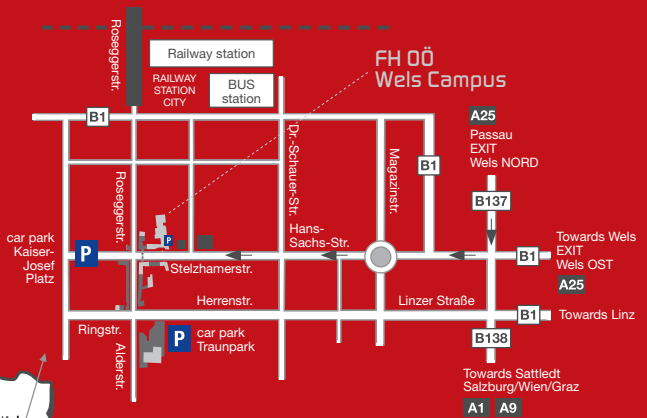 Roseggerstr.
Railway station
RAILWAY
STATION
CITY
BUS
station
FH OÖ
Wels Campus
B1
Dr.-Schauer-Str.
Magazinstr.
B1
A25
Passau
EXIT
Wels NORD
B137
Roseggerstr.
P
Hans-
Sachs-Str.
car park
Kaiser-
Josef
Platz
P
Stelzhamerstr.
B1
Towards Wels
EXIT
Wels OST
A25
Herrenstr.
Linzer Straße
B1
Towards Linz
Ringstr.
Alderstr.
P
car park
Traunpark
B138
Towards Sattledt
Salzburg/Wien/Graz
A1
A9